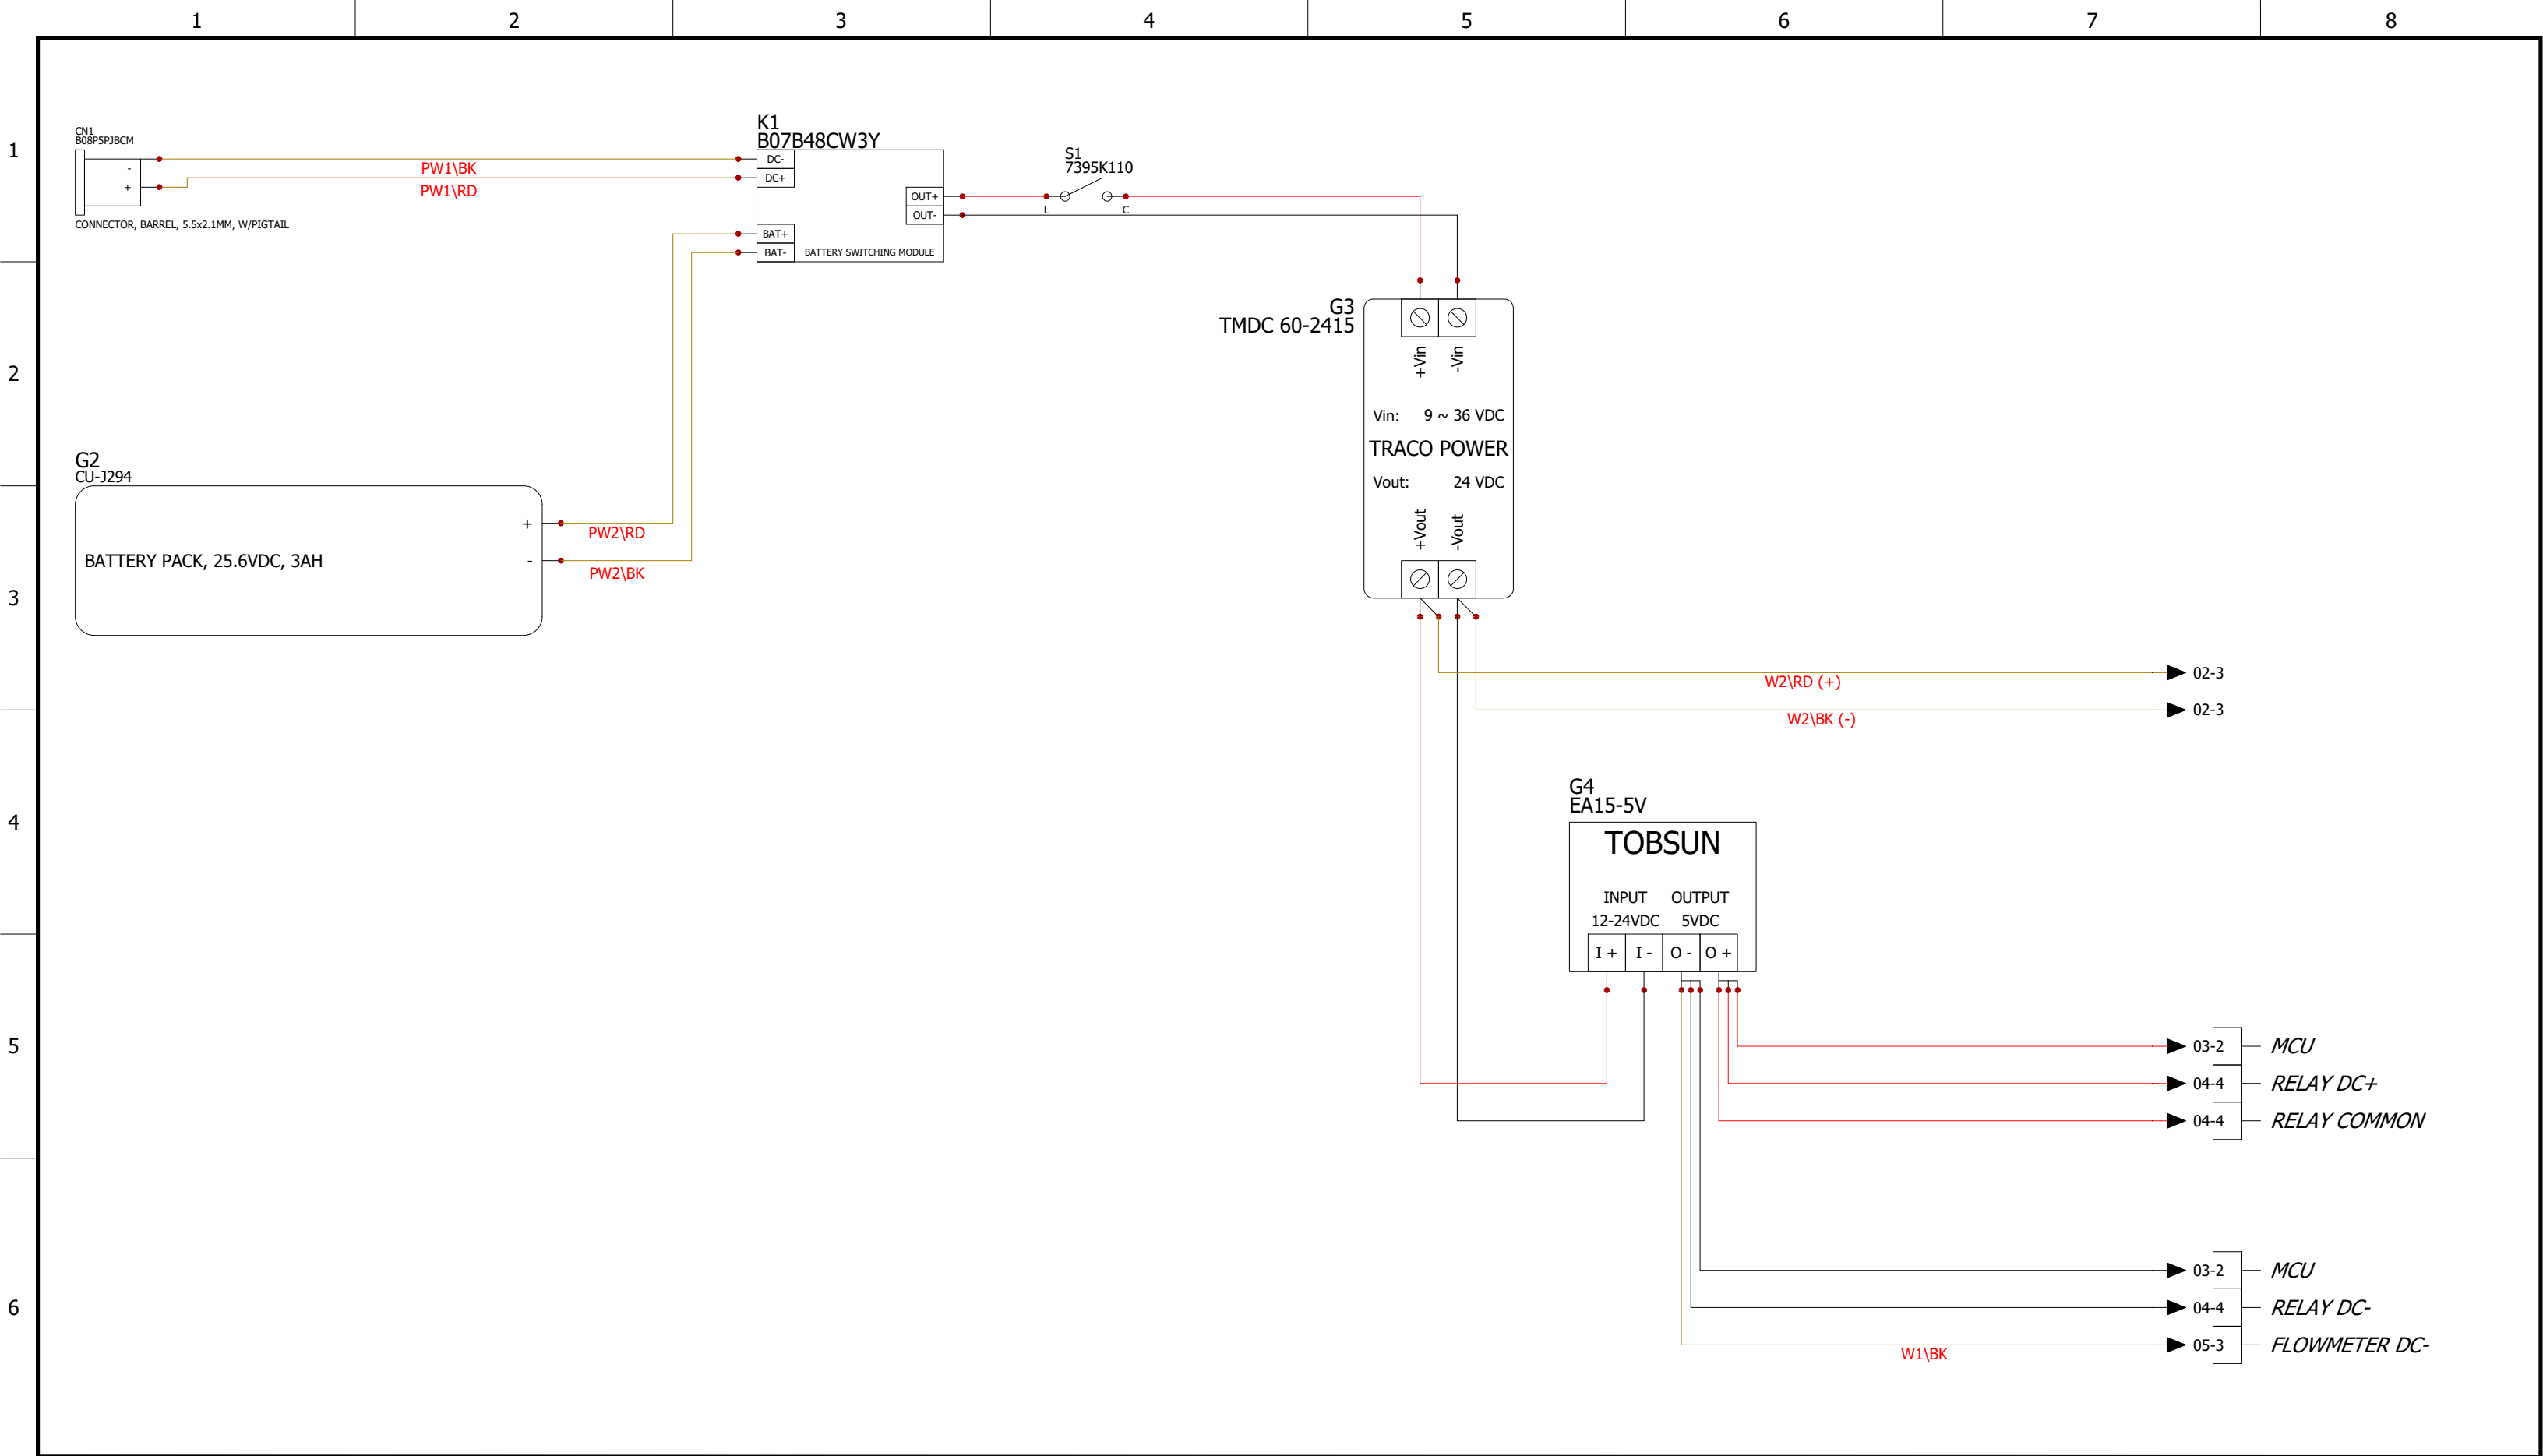 1 2 3 4 5 6 7 8
1
2
3
4
5
6
CN1
B08P5PJBCM
-
+
CONNECTOR, BARREL, 5.5x2.1MM, W/PIGTAIL
PW1\BK
PW1\RD
K1
B07B48CW3Y
DC-
DC+
OUT+
OUT-
BAT+
BAT-
BATTERY SWITCHING MODULE
S1
7395K110
L C
G3
TMDC 60-2415
+Vin -Vin
Vin: 9 ~ 36 VDC
TRACO POWER
Vout: 24 VDC
+Vout -Vout
G2
CU-J294
+
BATTERY PACK, 25.6VDC, 3AH -
PW2\RD
PW2\BK
W2\RD (+) 02-3
W2\BK (-) 02-3
G4
EA15-5V
TOBSUN
INPUT OUTPUT
12-24VDC 5VDC
I + I - O - O +
03-2 MCU
04-4 RELAY DC+
04-4 RELAY COMMON
03-2 MCU
04-4 RELAY DC-
W1\BK 05-3 FLOWMETER DC-